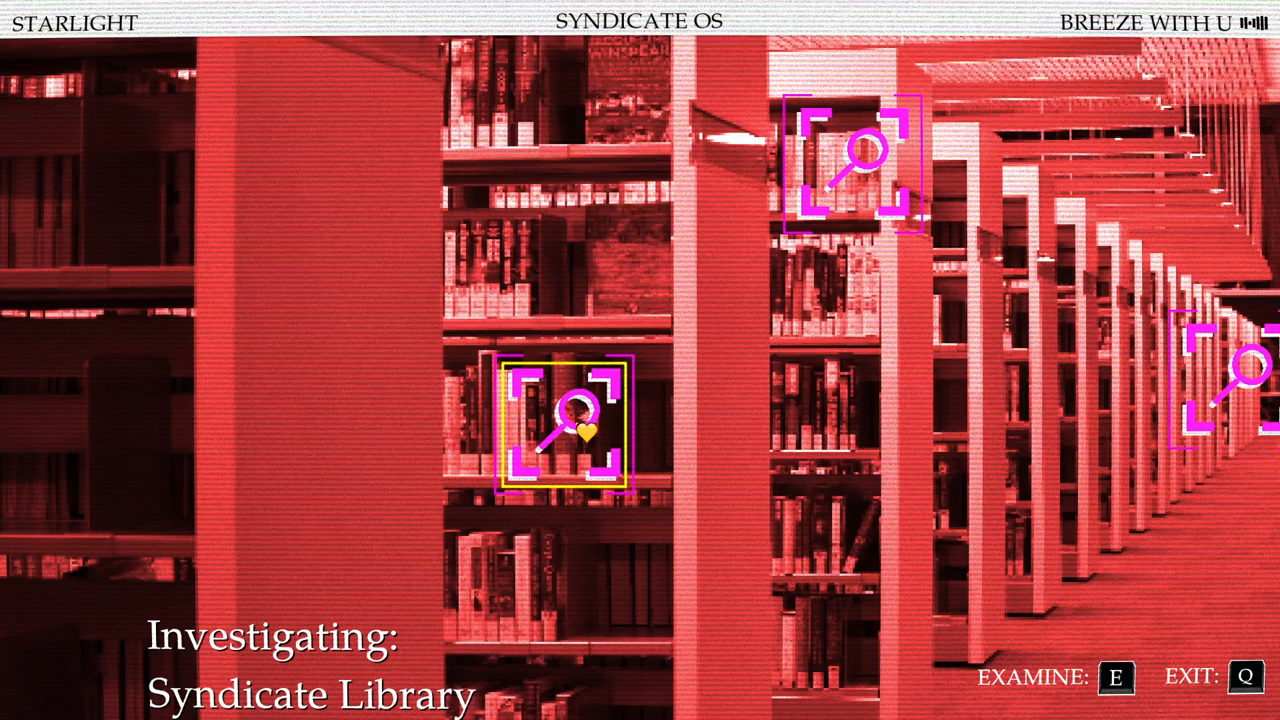 STARLIGHT
SYNDICATE OS
BREEZE WITH U
Investigating:
Syndicate Library
EXAMINE: E
EXIT: Q